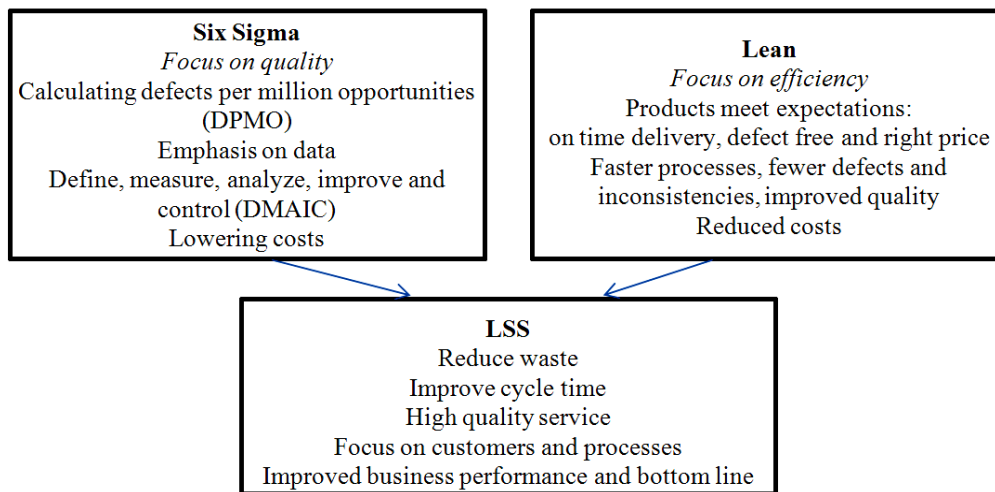 Six Sigma
Focus on quality
Calculating defects per million opportunities
(DPMO)
Emphasis on data
Define, measure, analyze, improve and
control (DMAIC)
Lowering costs
Lean
Focus on efficiency
Products meet expectations:
on time delivery, defect free and right price
Faster processes, fewer defects and
inconsistencies, improved quality
Reduced costs
LSS
Reduce waste
Improve cycle time
High quality service
Focus on customers and processes
Improved business performance and bottom line